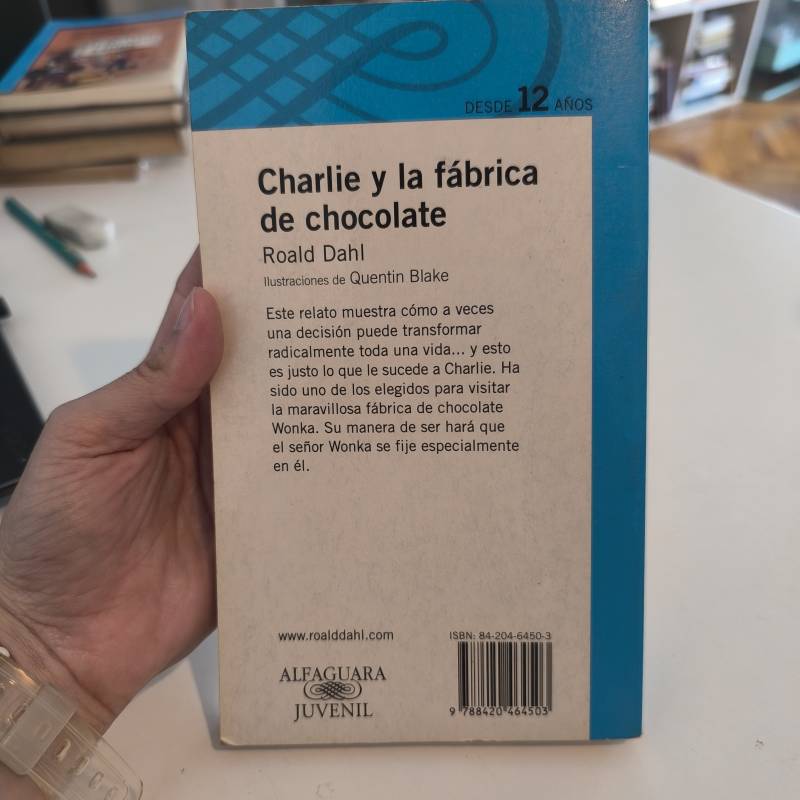 DESDE 12 AÑOS
Charlie y la fábrica
de chocolate
Roald Dahl
Ilustraciones de Quentin Blake
Este relato muestra cómo a veces
una decisión puede transformar
radicalmente toda una vida... y esto
es justo lo que le sucede a Charlie. Ha
sido uno de los elegidos para visitar
la maravillosa fábrica de chocolate
Wonka. Su manera de ser hará que
el señor Wonka se fije especialmente
en él.
www.roalddahl.com
ISBN: 84-204-6450-3
ALFAGUARA
JUVENIL
9 788420 464503